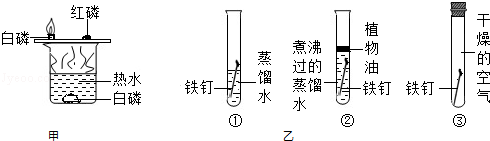 红磷
白磷
热水
白磷
甲
铁钉
蒸馏水
①
煮沸过的蒸馏水
植物油
铁钉
②
乙
铁钉
干燥的空气
③